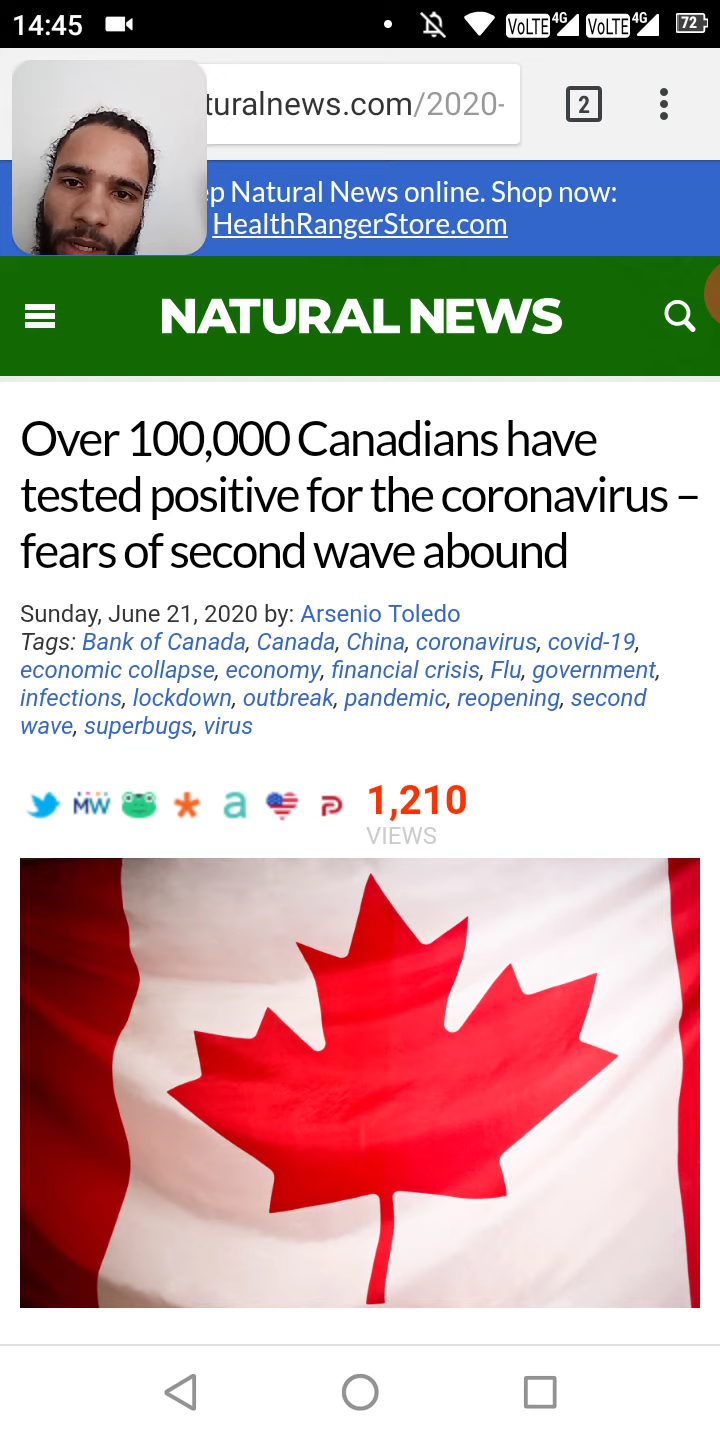 14:45
VoLTE 4G VoLTE 4G 72
turalnews.com/2020-
2
ep Natural News online. Shop now:
HealthRangerStore.com
NATURAL NEWS
Over 100,000 Canadians have
tested positive for the coronavirus –
fears of second wave abound
Sunday, June 21, 2020 by: Arsenio Toledo
Tags: Bank of Canada, Canada, China, coronavirus, covid-19,
economic collapse, economy, financial crisis, Flu, government,
infections, lockdown, outbreak, pandemic, reopening, second
wave, superbugs, virus
MW a 1,210
VIEWS